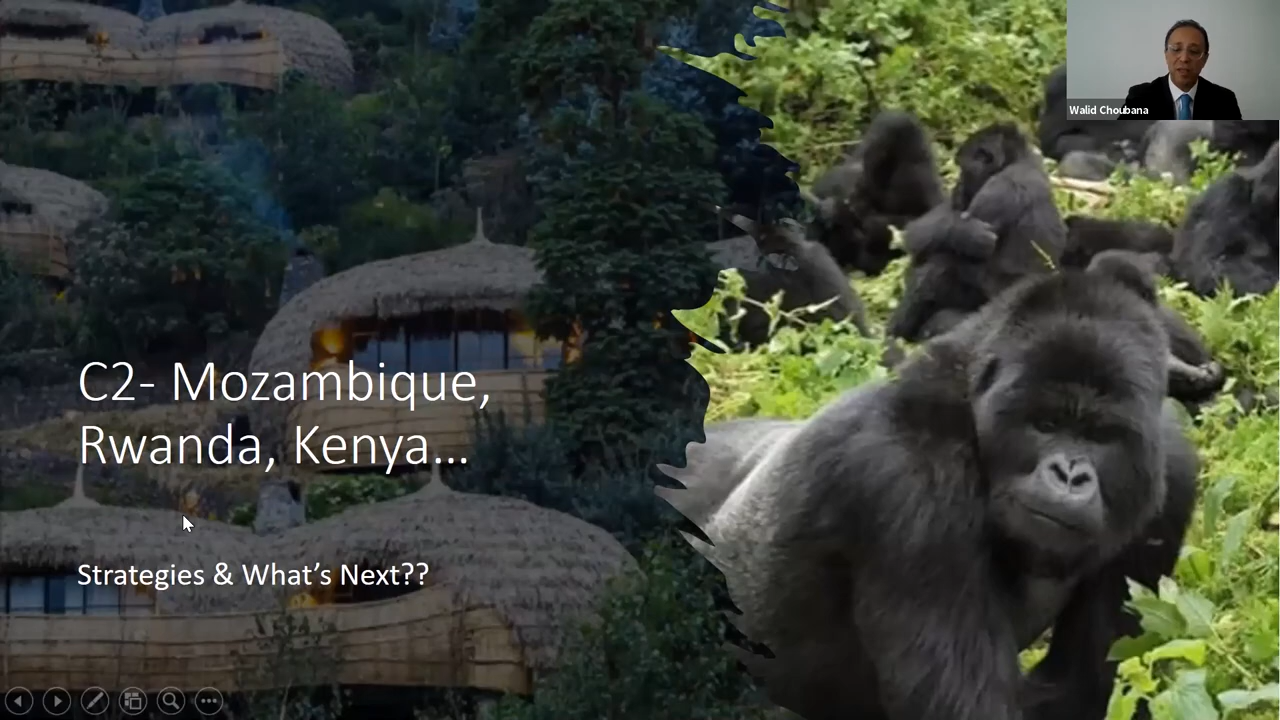 Walid Choubana
C2- Mozambique,
Rwanda, Kenya...
Strategies & What's Next??